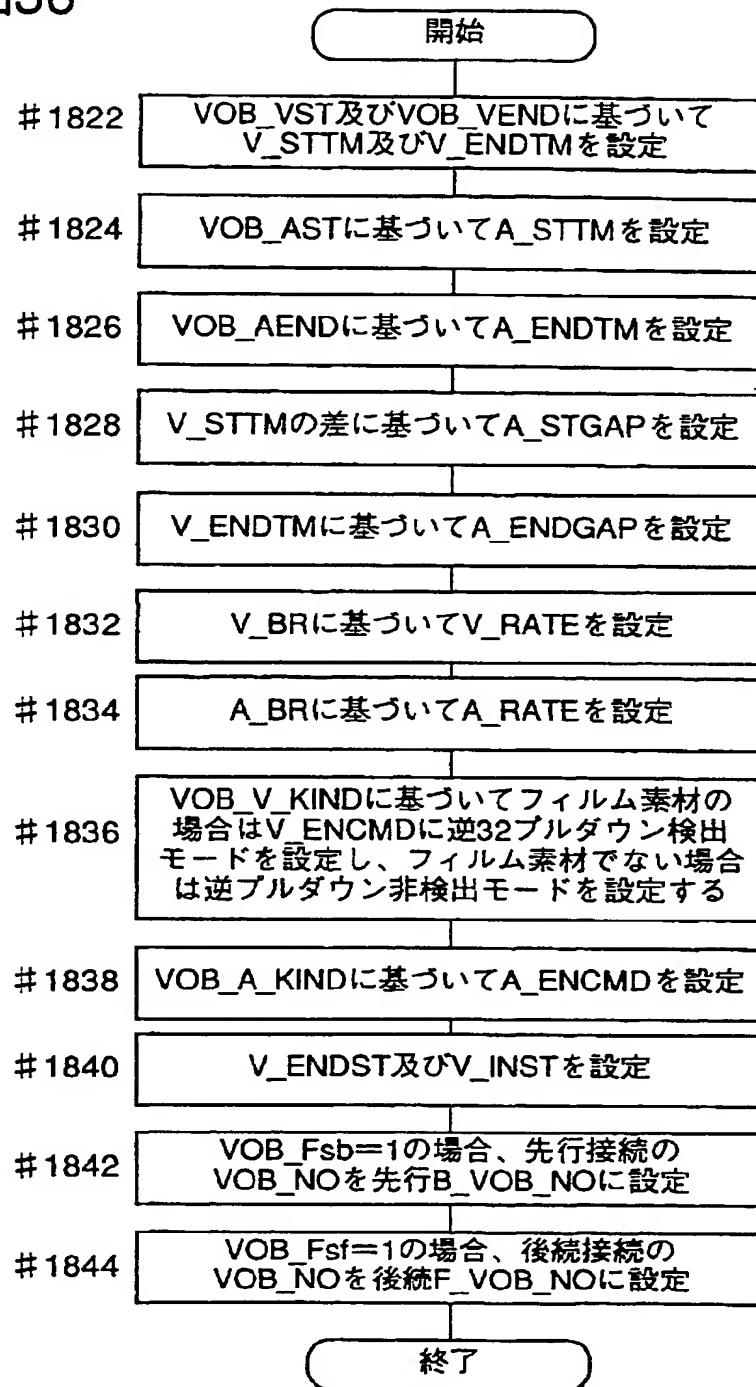 開始
#1822
VOB_VST及びVOB_VENDに基づいて
V_STTM及びV_ENDTMを設定
#1824
VOB_ASTに基づいてA_STTMを設定
#1826
VOB_AENDに基づいてA_ENDTMを設定
#1828
V_STTMの差に基づいてA_STGAPを設定
#1830
V_ENDTMに基づいてA_ENDGAPを設定
#1832
V_BRに基づいてV_RATEを設定
#1834
A_BRに基づいてA_RATEを設定
#1836
VOB_V_KINDに基づいてフィルム素材の
場合はV_ENCMDに逆32プルダウン検出
モードを設定し、フィルム素材でない場合
は逆プルダウン非検出モードを設定する
#1838
VOB_A_KINDに基づいてA_ENCMDを設定
#1840
V_ENDST及びV_INSTを設定
#1842
VOB_Fsb=1の場合、先行接続の
VOB_NOを先行B_VOB_NOに設定
#1844
VOB_Fsf=1の場合、後続接続の
VOB_NOを後続F_VOB_NOに設定
終了